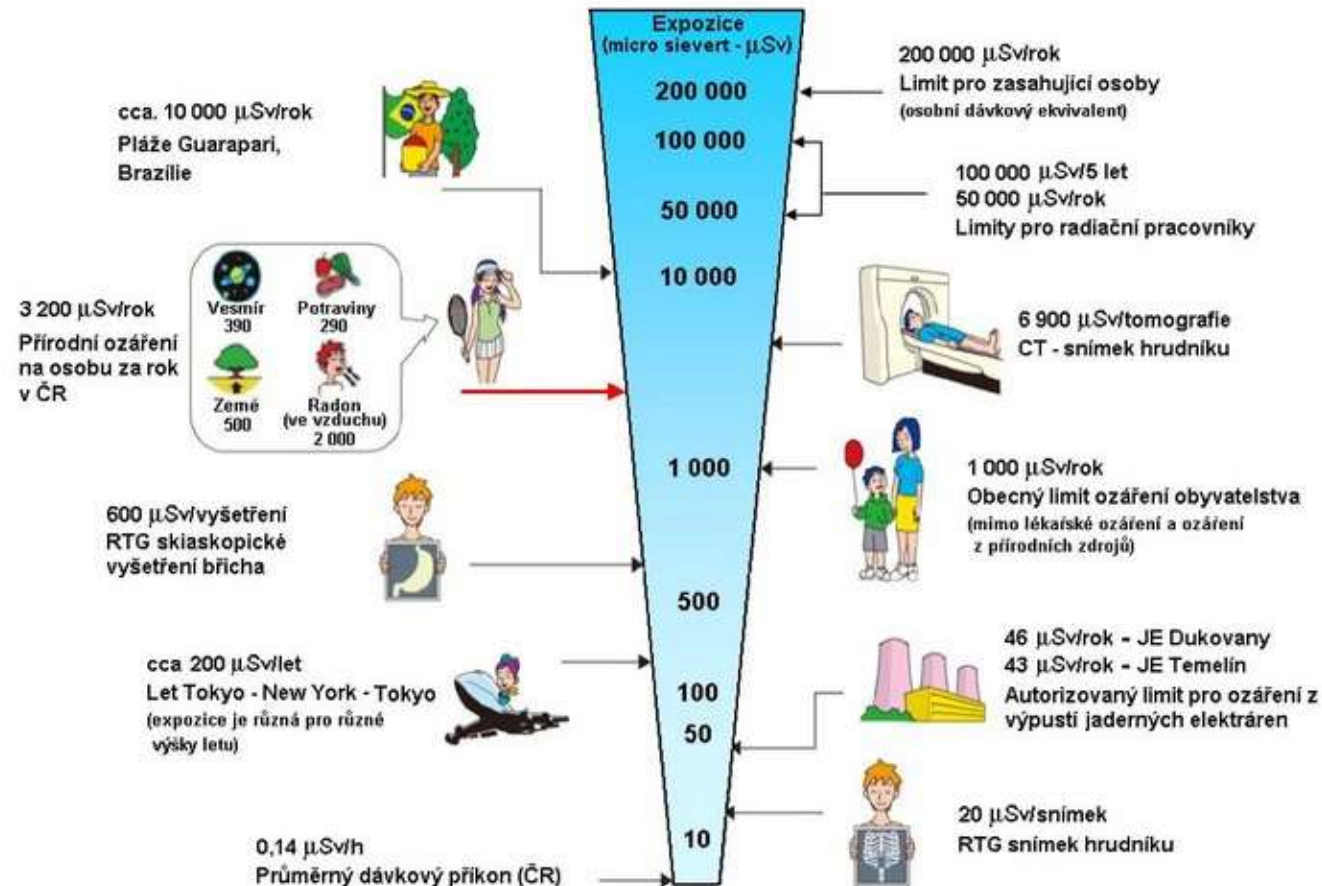 Expozice
(micro sievert - µSv)
200 000
100 000
50 000
10 000
1 000
500
100
50
10
cca. 10 000 µSv/rok
Pláže Guarapari,
Brazílie
3 200 µSv/rok
Přírodní ozáření
na osobu za rok
v ČR
Vesmír
390
Potraviny
290
Země
500
Radon
(ve vzduchu)
2 000
600 µSv/vyšetření
RTG skiaskopické
vyšetření břicha
cca 200 µSv/let
Let Tokyo - New York - Tokyo
(expozice je různá pro různé
výšky letu)
0,14 µSv/h
Průměrný dávkový příkon (ČR)
200 000 µSv/rok
Limit pro zasahující osoby
(osobní dávkový ekvivalent)
100 000 µSv/5 let
50 000 µSv/rok
Limity pro radiační pracovníky
6 900 µSv/tomografie
CT - snímek hrudníku
1 000 µSv/rok
Obecný limit ozáření obyvatelstva
(mimo lékařské ozáření a ozáření
z přírodních zdrojů)
46 µSv/rok - JE Dukovany
43 µSv/rok - JE Temelín
Autorizovaný limit pro ozáření z
výpustí jaderných elektráren
20 µSv/snímek
RTG snímek hrudníku